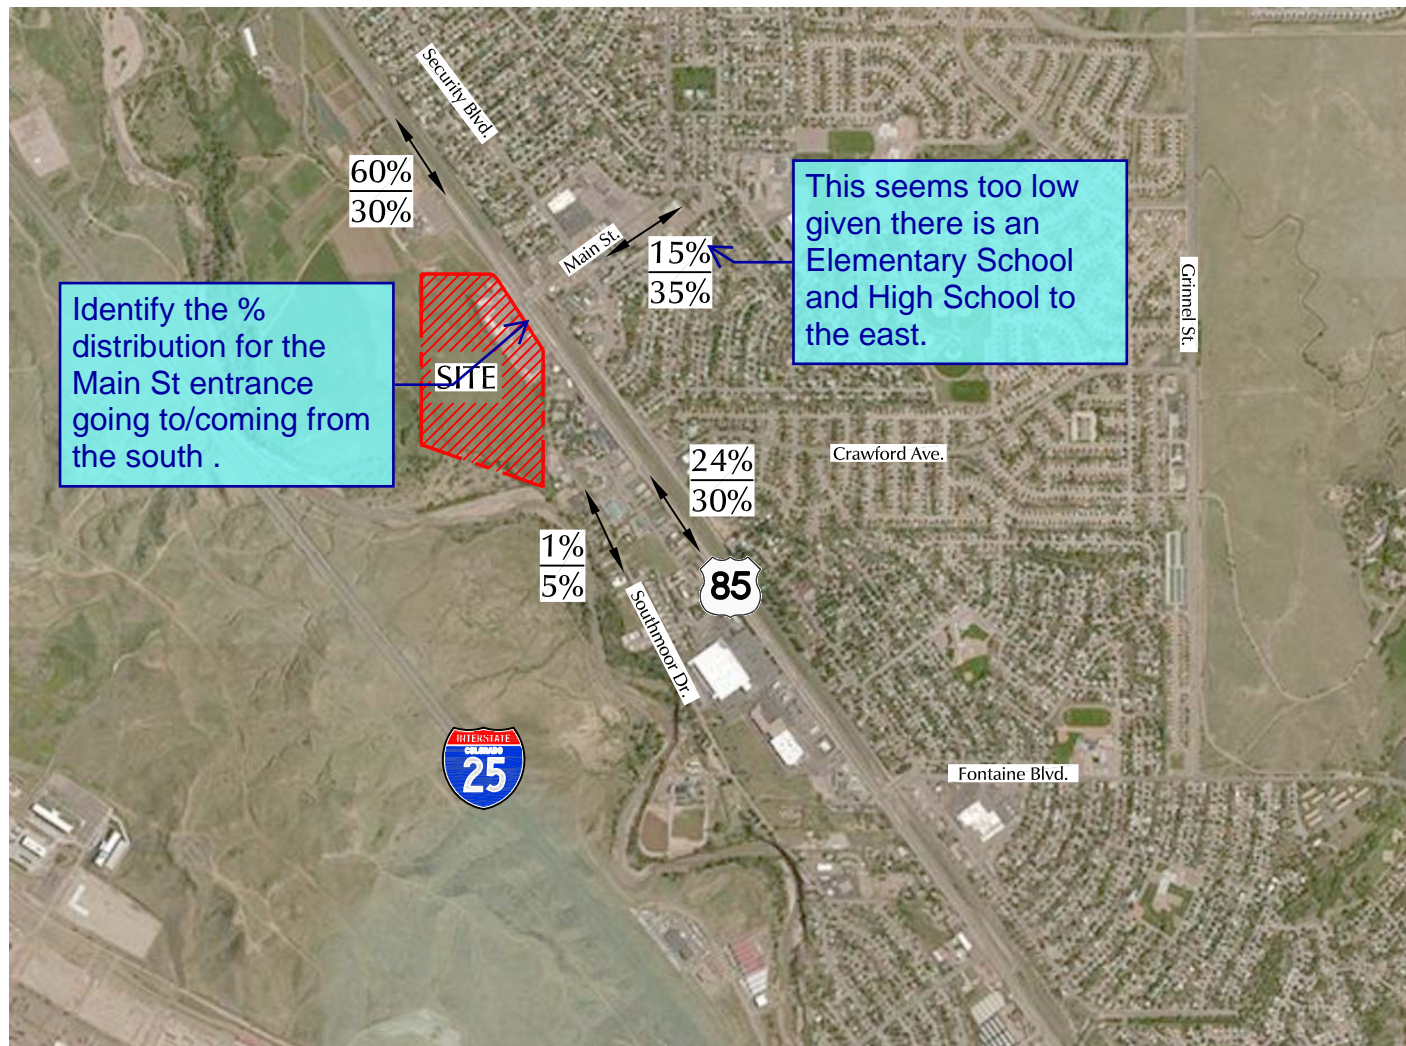 Security Blvd.
60%
30%
This seems too low
given there is an
Elementary School
and High School to
the east.
Main St.
15%
35%
Grinnel St.
Identify the %
distribution for the
Main St entrance
going to/coming from
the south .
SITE
24%
30%
Crawford Ave.
1%
5%
85
Southmoor Dr.
INTERSTATE
COLORADO
25
Fontaine Blvd.